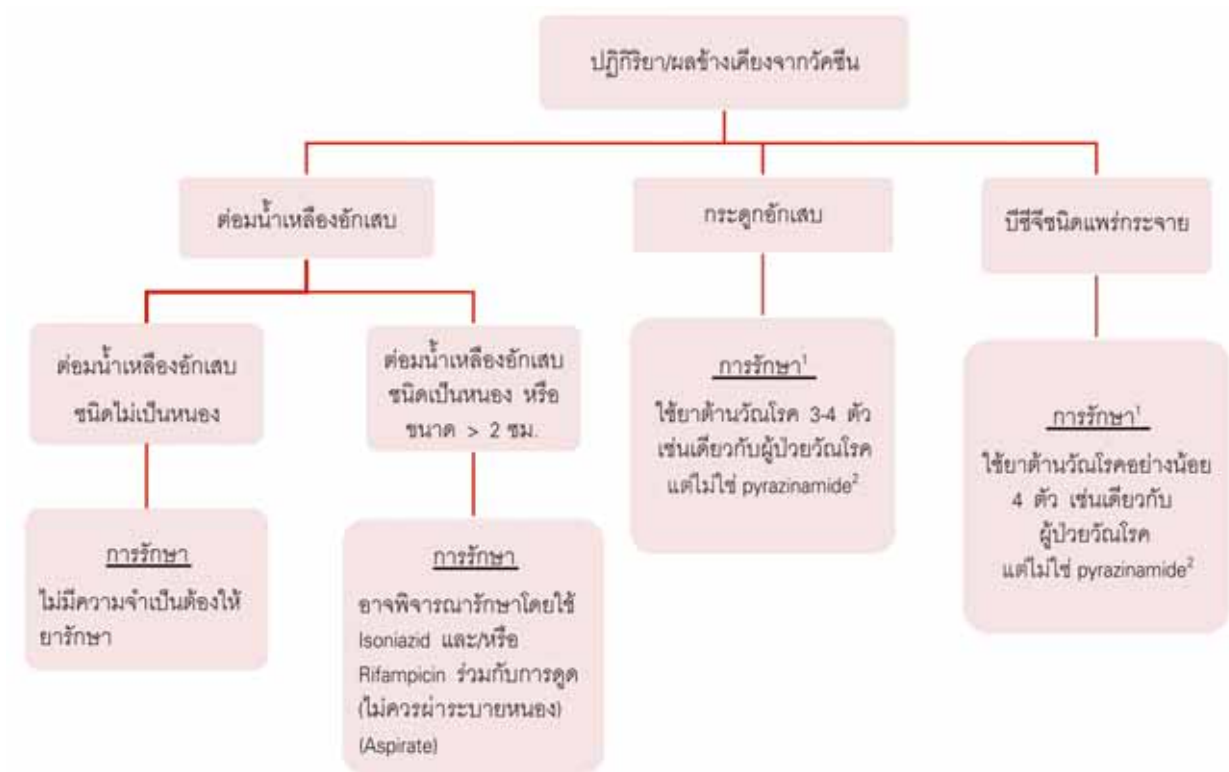 ปฏิกิริยา/ผลข้างเคียงจากวัคซีน
ต่อมน้ำเหลืองอักเสบ
กระดูกอักเสบ
บีซีจีชนิดแพร่กระจาย
ต่อมน้ำเหลืองอักเสบ
ชนิดไม่เป็นหนอง
ต่อมน้ำเหลืองอักเสบ
ชนิดเป็นหนอง หรือ
ขนาด > 2 ซม.
การรักษา¹
ใช้ยาต้านวัณโรค 3-4 ตัว
เช่นเดียวกับผู้ป่วยวัณโรค
แต่ไม่ใช่ pyrazinamide²
การรักษา¹
ใช้ยาต้านวัณโรคอย่างน้อย
4 ตัว เช่นเดียวกับ
ผู้ป่วยวัณโรค
แต่ไม่ใช่ pyrazinamide²
การรักษา
ไม่มีความจำเป็นต้องให้
ยารักษา
การรักษา
อาจพิจารณารักษาโดยใช้
Isoniazid และ/หรือ
Rifampicin ร่วมกับการดูด
(ไม่ควรผ่าระบายหนอง)
(Aspirate)